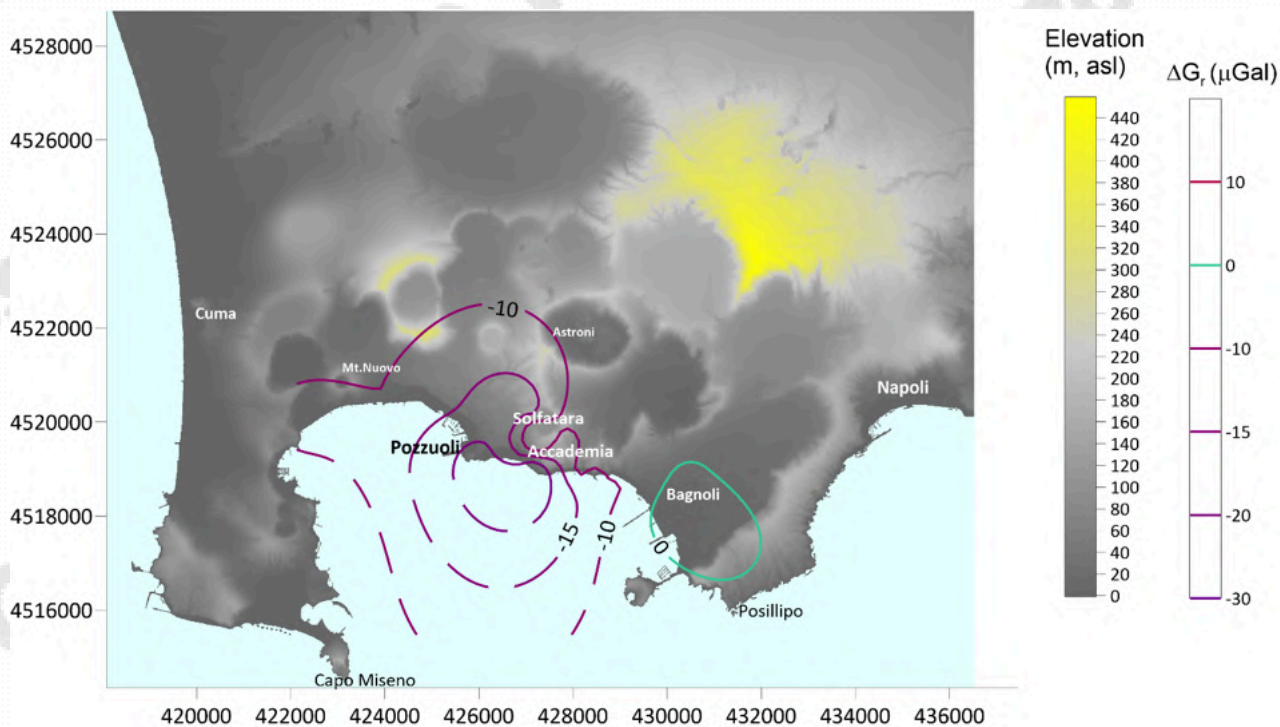 4528000
4526000
4524000
4522000
4520000
4518000
4516000
420000 422000 424000 426000 428000 430000 432000 434000 436000
Cuma
Mt.Nuovo
-10
Astroni
Napoli
Solfatara
Pozzuoli
Accademia
Bagnoli
-15
-10
0
Posillipo
Capo Miseno
Elevation
(m, asl)
440
420
400
380
360
340
320
300
280
260
240
220
200
180
160
140
120
100
80
60
40
20
0
ΔGr (µGal)
10
0
-10
-15
-20
-30